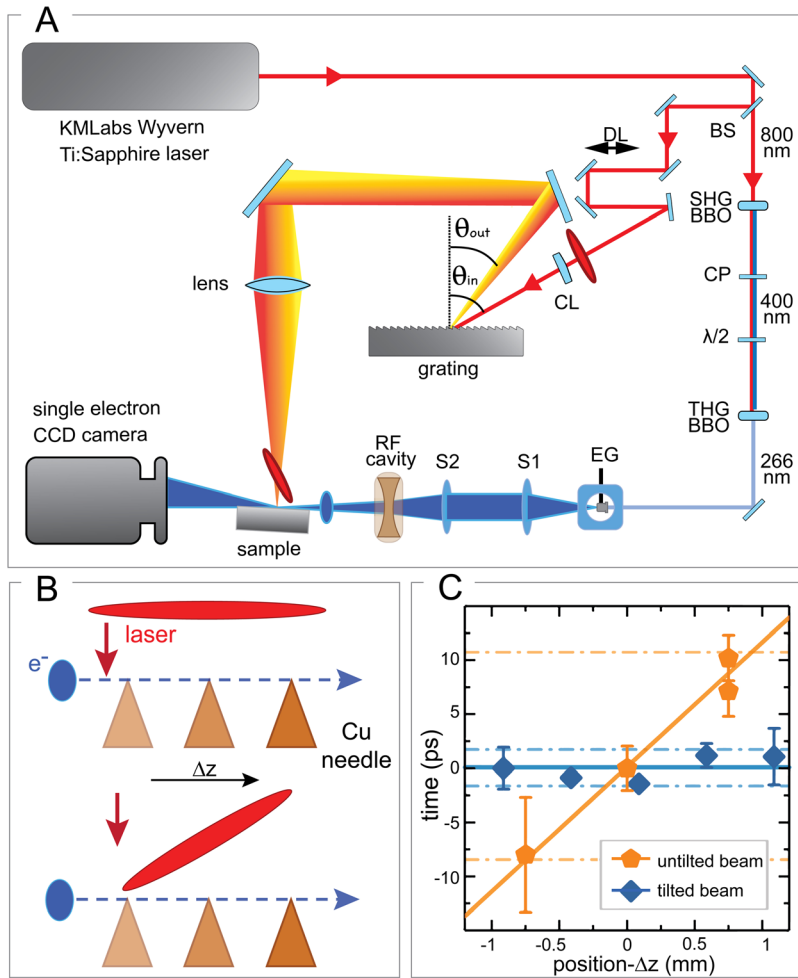 A
KMLabs Wyvern
Ti:Sapphire laser
DL
BS
800
nm
SHG
BBO
θout
θin
CL
CP
400
nm
lens
λ/2
grating
THG
BBO
single electron
CCD camera
RF
cavity
S2
S1
EG
266
nm
sample
B
laser
e-
Cu
needle
Δz
C
10
5
0
-5
-10
time (ps)
untilted beam
tilted beam
-1
-0.5
0
0.5
1
position-Δz (mm)